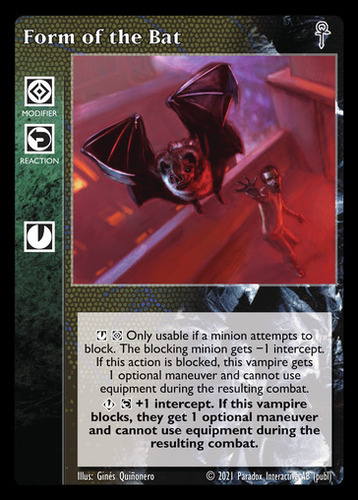 Form of the Bat
MODIFIER
REACTION
Only usable if a minion attempts to
block. The blocking minion gets −1 intercept.
If this action is blocked, this vampire gets
1 optional maneuver and cannot use
equipment during the resulting combat.
+1 intercept. If this vampire
blocks, they get 1 optional maneuver
and cannot use equipment during the
resulting combat.
Illus: Ginés Quiñonero © 2021 Paradox Interactive AB (publ)